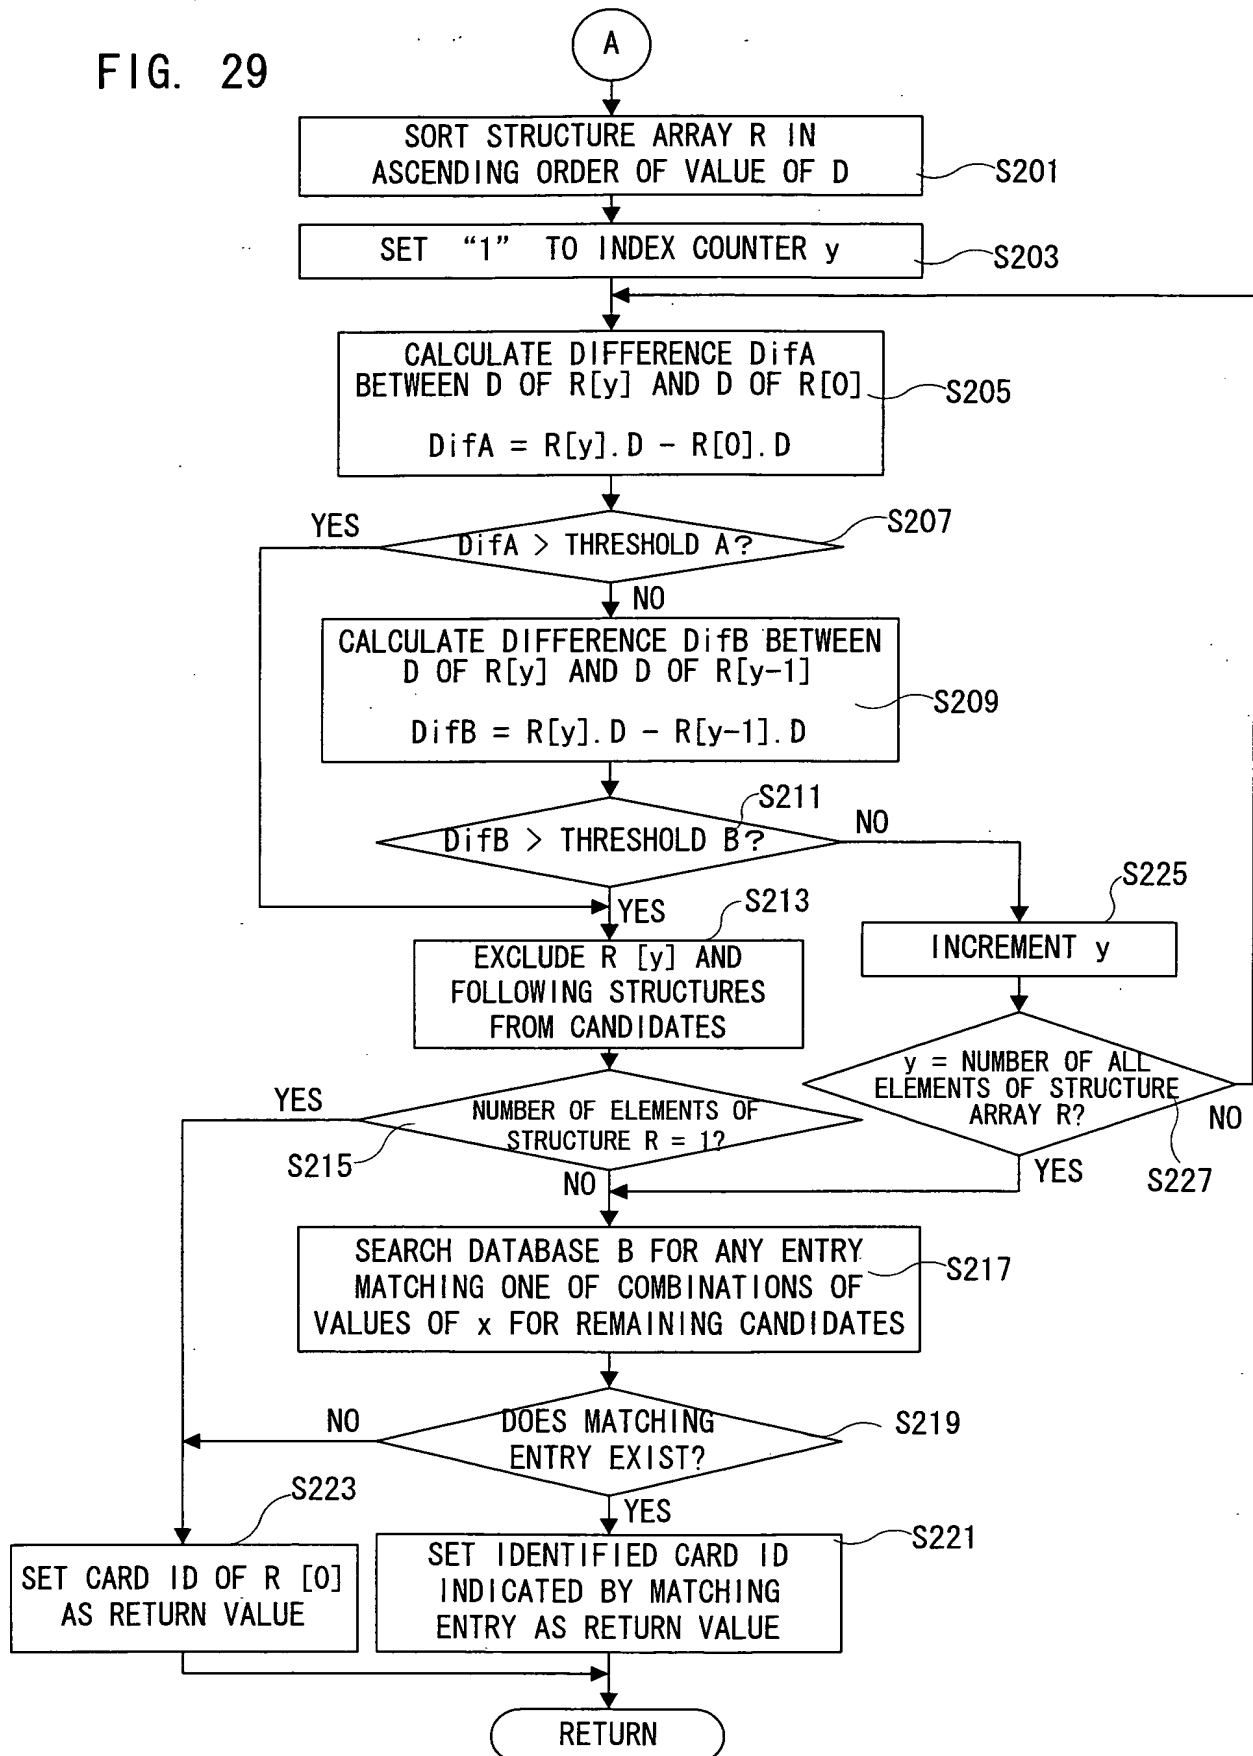 FIG. 29
A
SORT STRUCTURE ARRAY R IN
ASCENDING ORDER OF VALUE OF D
S201
SET “1” TO INDEX COUNTER y
S203
CALCULATE DIFFERENCE DifA
BETWEEN D OF R[y] AND D OF R[0]
DifA = R[y].D - R[0].D
S205
DifA > THRESHOLD A?
S207
YES
NO
CALCULATE DIFFERENCE DifB BETWEEN
D OF R[y] AND D OF R[y-1]
DifB = R[y].D - R[y-1].D
S209
DifB > THRESHOLD B?
S211
NO
YES
S213
EXCLUDE R [y] AND
FOLLOWING STRUCTURES
FROM CANDIDATES
S225
INCREMENT y
y = NUMBER OF ALL
ELEMENTS OF STRUCTURE
ARRAY R?
NO
S227
YES
YES
NUMBER OF ELEMENTS OF
STRUCTURE R = 1?
S215
NO
SEARCH DATABASE B FOR ANY ENTRY
MATCHING ONE OF COMBINATIONS OF
VALUES OF x FOR REMAINING CANDIDATES
S217
DOES MATCHING
ENTRY EXIST?
S219
NO
YES
S223
SET CARD ID OF R [0]
AS RETURN VALUE
S221
SET IDENTIFIED CARD ID
INDICATED BY MATCHING
ENTRY AS RETURN VALUE
RETURN